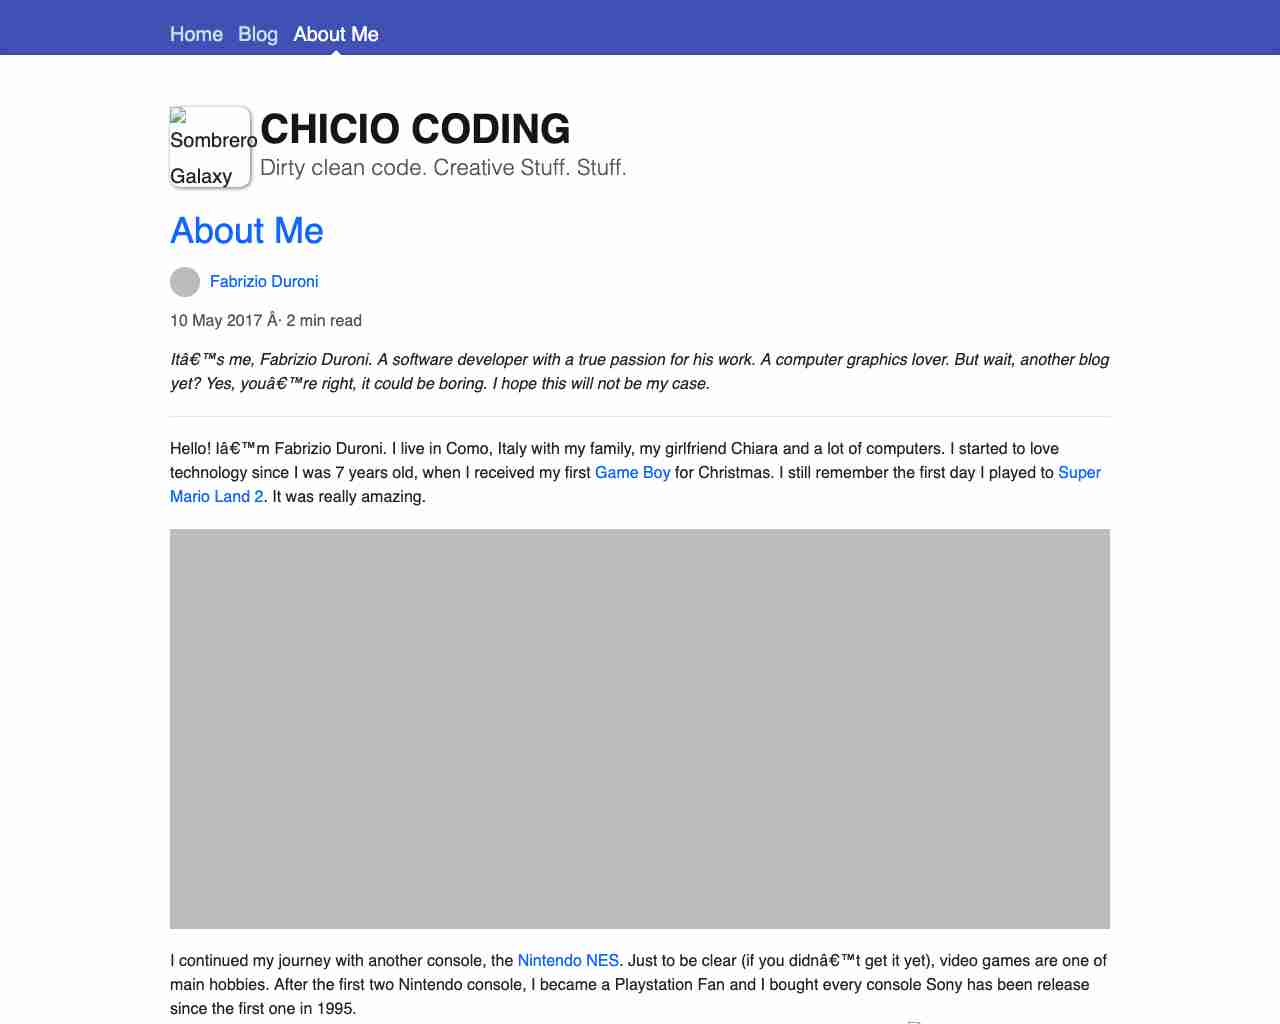 Home Blog About Me
Sombrero
Galaxy
CHICIO CODING
Dirty clean code. Creative Stuff. Stuff.
About Me
Fabrizio Duroni
10 May 2017 Â· 2 min read
Itâ€™s me, Fabrizio Duroni. A software developer with a true passion for his work. A computer graphics lover. But wait, another blog
yet? Yes, youâ€™re right, it could be boring. I hope this will not be my case.
Hello! Iâ€™m Fabrizio Duroni. I live in Como, Italy with my family, my girlfriend Chiara and a lot of computers. I started to love
technology since I was 7 years old, when I received my first Game Boy for Christmas. I still remember the first day I played to Super
Mario Land 2. It was really amazing.
I continued my journey with another console, the Nintendo NES. Just to be clear (if you didnâ€™t get it yet), video games are one of
main hobbies. After the first two Nintendo console, I became a Playstation Fan and I bought every console Sony has been release
since the first one in 1995.